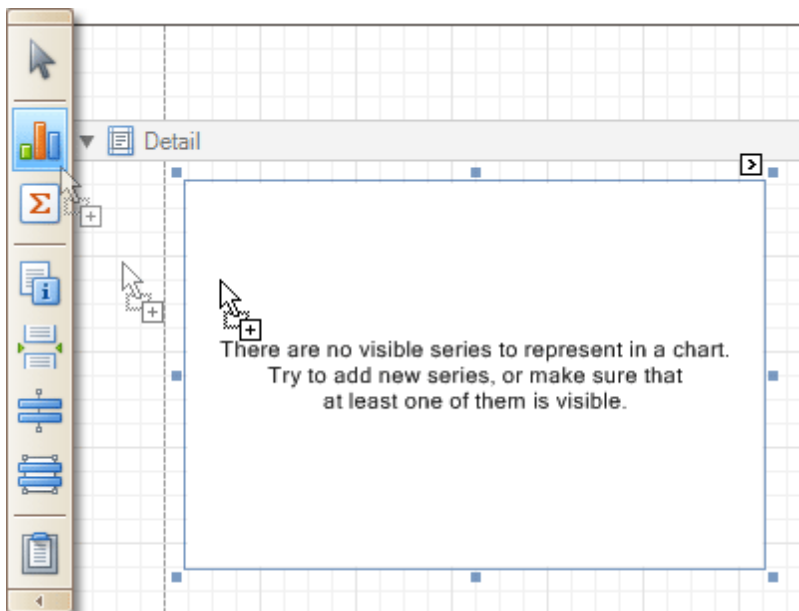 Detail
There are no visible series to represent in a chart.
Try to add new series, or make sure that
at least one of them is visible.